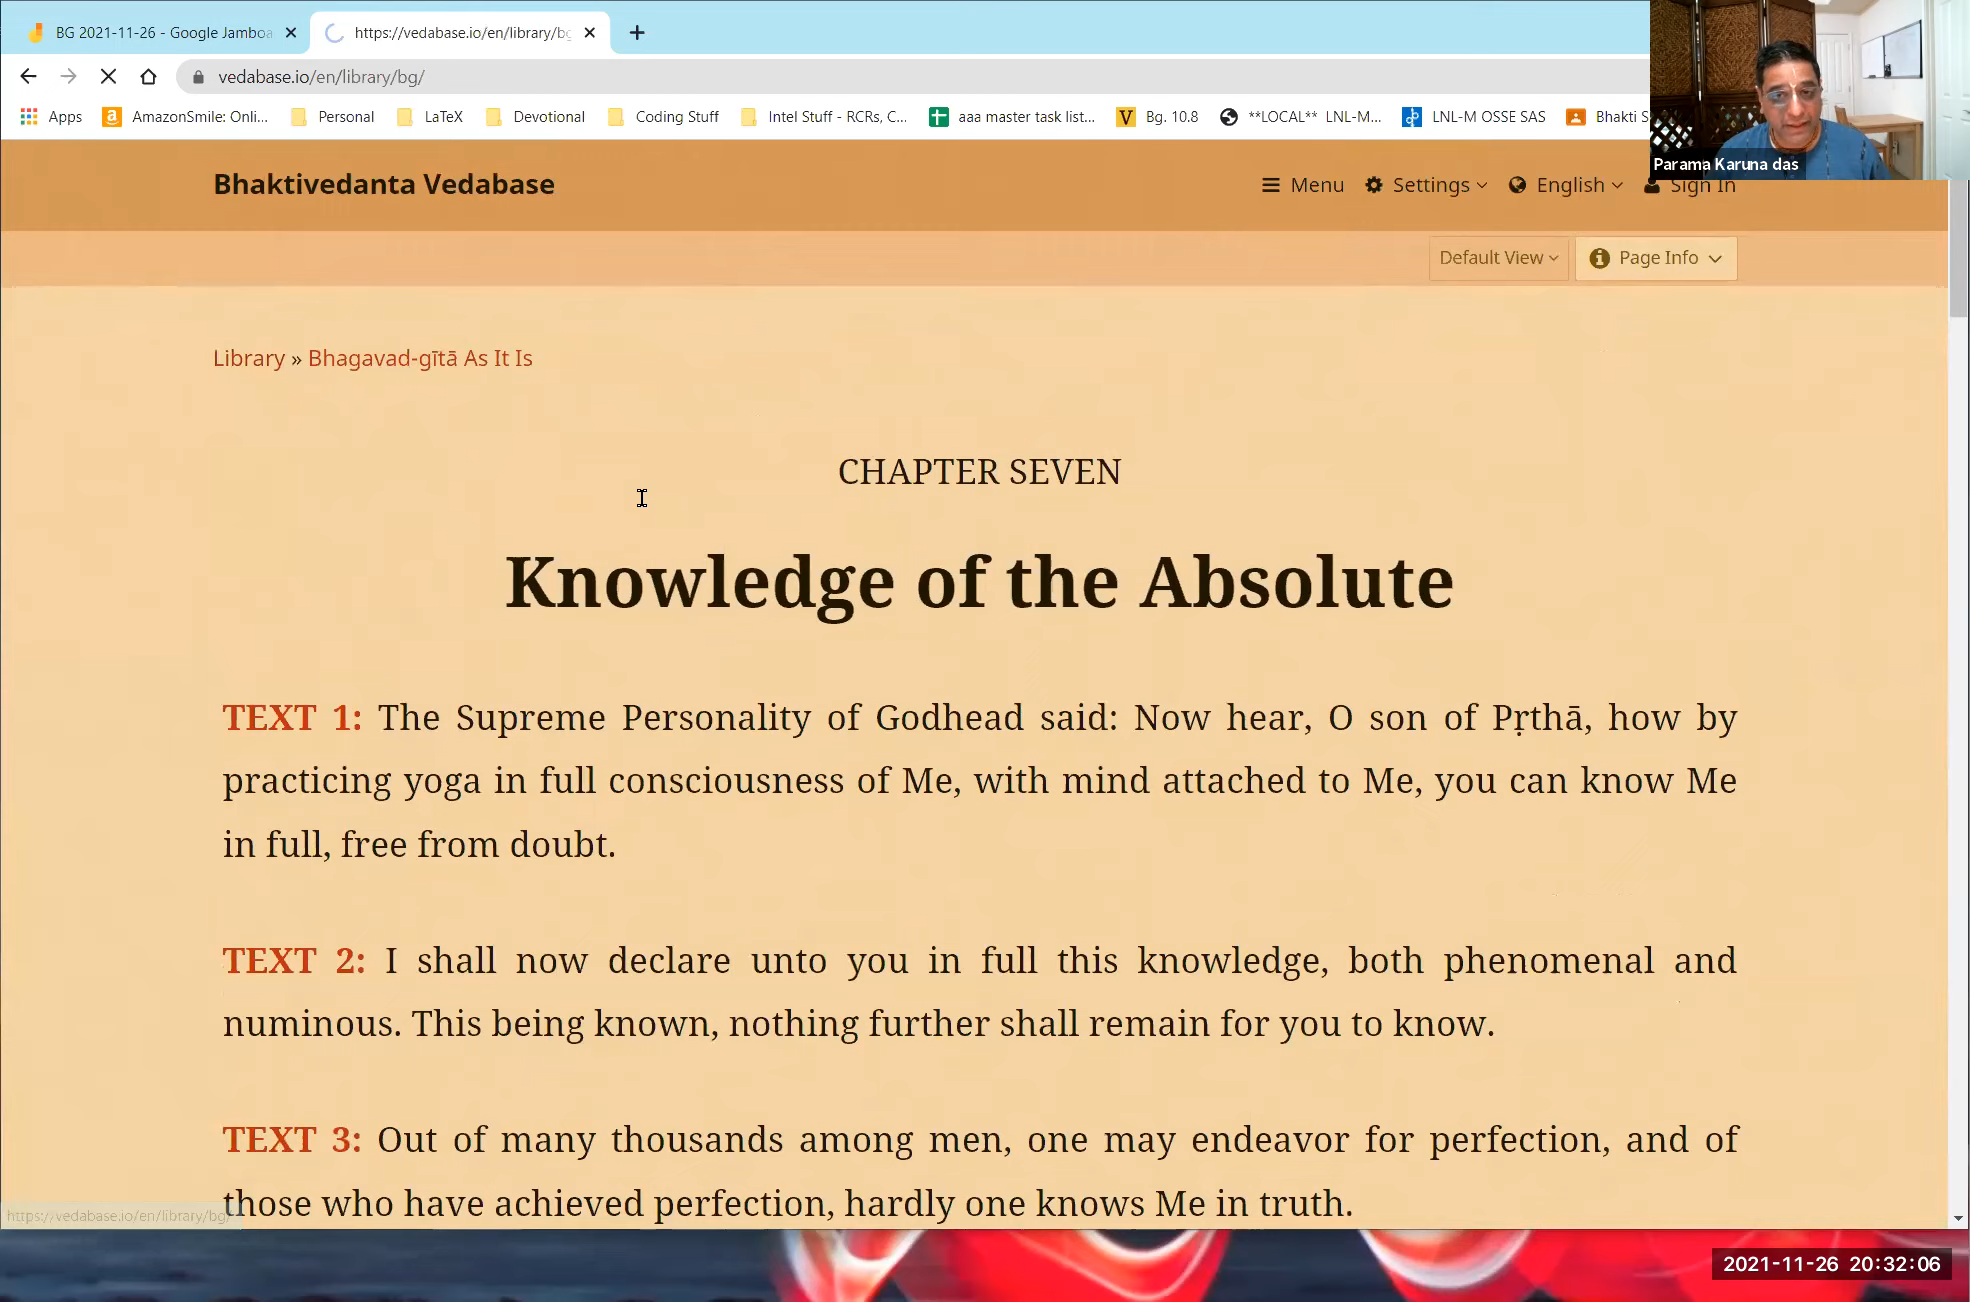 BG 2021-11-26 - Google Jamboa
https://vedabase.io/en/library/bg
vedabase.io/en/library/bg/
Apps AmazonSmile: Onli... Personal LaTeX Devotional Coding Stuff Intel Stuff - RCRs, C... aaa master task list... Bg. 10.8 **LOCAL** LNL-M... LNL-M OSSE SAS Bhakti S
Parama Karuna das
Bhaktivedanta Vedabase Menu Settings English Sign In
Default View Page Info
Library » Bhagavad-gītā As It Is
CHAPTER SEVEN
Knowledge of the Absolute
TEXT 1: The Supreme Personality of Godhead said: Now hear, O son of Pṛthā, how by
practicing yoga in full consciousness of Me, with mind attached to Me, you can know Me
in full, free from doubt.
TEXT 2: I shall now declare unto you in full this knowledge, both phenomenal and
numinous. This being known, nothing further shall remain for you to know.
TEXT 3: Out of many thousands among men, one may endeavor for perfection, and of
those who have achieved perfection, hardly one knows Me in truth.
https://vedabase.io/en/library/bg/
2021-11-26 20:32:06